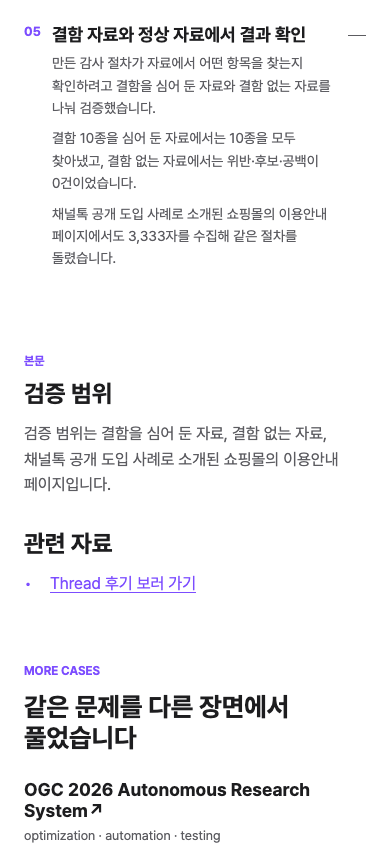 05 결함 자료와 정상 자료에서 결과 확인 —
만든 감사 절차가 자료에서 어떤 항목을 찾는지
확인하려고 결함을 심어 둔 자료와 결함 없는 자료를
나눠 검증했습니다.
결함 10종을 심어 둔 자료에서는 10종을 모두
찾아냈고, 결함 없는 자료에서는 위반·후보·공백이
0건이었습니다.
채널톡 공개 도입 사례로 소개된 쇼핑몰의 이용안내
페이지에서도 3,333자를 수집해 같은 절차를
돌렸습니다.
본문
검증 범위
검증 범위는 결함을 심어 둔 자료, 결함 없는 자료,
채널톡 공개 도입 사례로 소개된 쇼핑몰의 이용안내
페이지입니다.
관련 자료
• Thread 후기 보러 가기
MORE CASES
같은 문제를 다른 장면에서
풀었습니다
OGC 2026 Autonomous Research
System↗
optimization · automation · testing